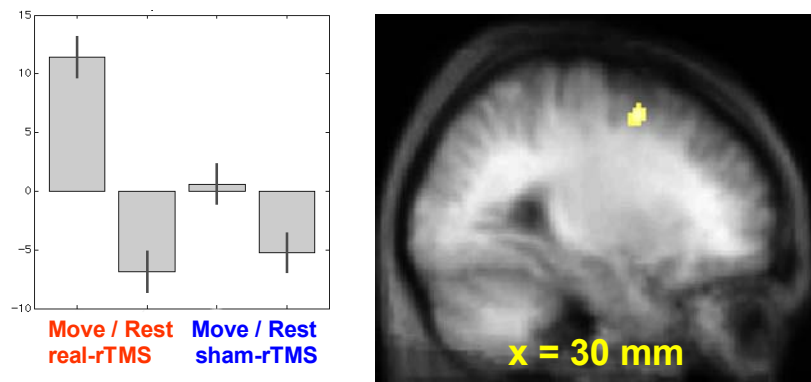 15
10
5
0
−5
−10
Move / Rest Move / Rest
real-rTMS sham-rTMS
x = 30 mm